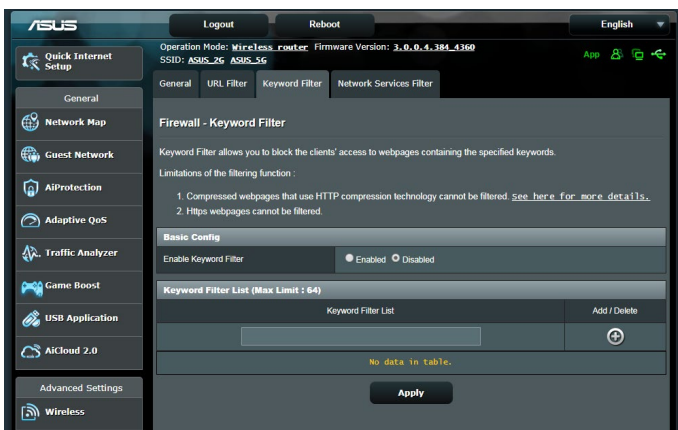 ASUS
Logout
Reboot
English
Quick Internet
Setup
General
Network Map
Guest Network
AiProtection
Adaptive QoS
Traffic Analyzer
Game Boost
USB Application
AiCloud 2.0
Advanced Settings
Wireless
Operation Mode: Wireless router Firmware Version: 3.0.0.4.384_4360
SSID: ASUS_2G ASUS_5G
App
General URL Filter Keyword Filter Network Services Filter
Firewall - Keyword Filter
Keyword Filter allows you to block the clients' access to webpages containing the specified keywords.
Limitations of the filtering function :
1. Compressed webpages that use HTTP compression technology cannot be filtered. See here for more details.
2. Https webpages cannot be filtered.
Basic Config
Enable Keyword Filter Enabled Disabled
Keyword Filter List (Max Limit : 64)
Keyword Filter List Add / Delete
No data in table.
Apply